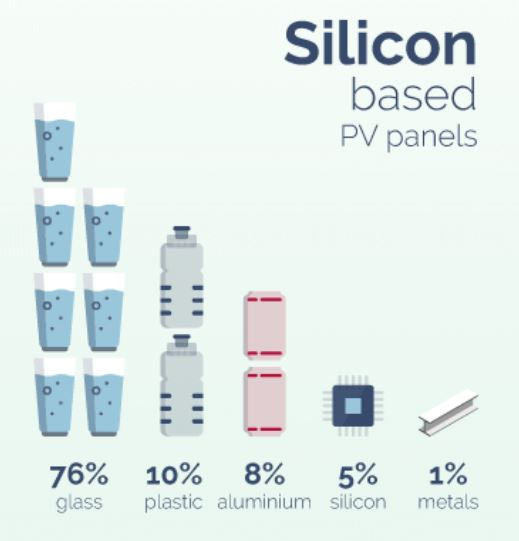 Silicon
based
PV panels
76% 10% 8% 5% 1%
glass plastic aluminium silicon metals